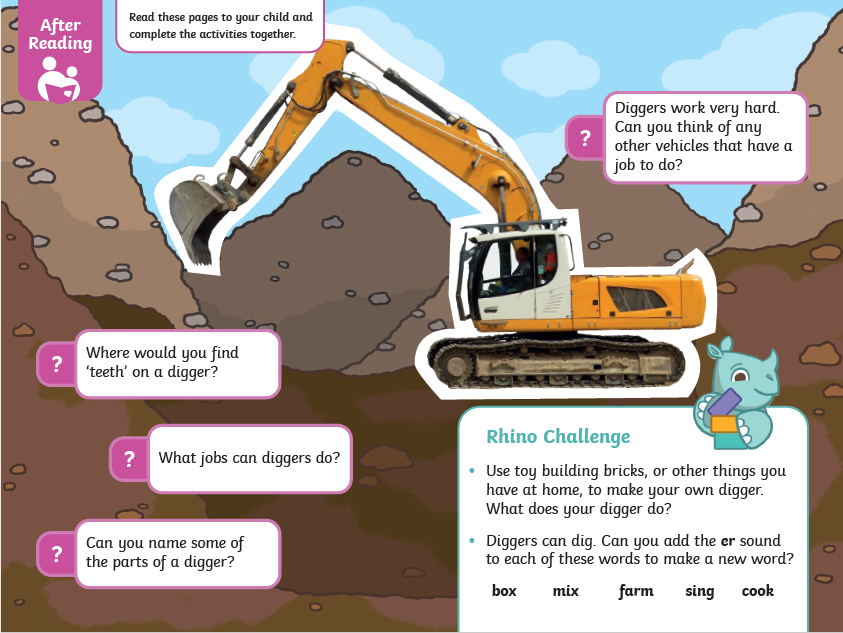 After
Reading
Read these pages to your child and
complete the activities together.
Diggers work very hard.
Can you think of any
other vehicles that have a
job to do?
?
Where would you find
‘teeth’ on a digger?
?
What jobs can diggers do?
?
Can you name some of
the parts of a digger?
?
Rhino Challenge
• Use toy building bricks, or other things you
have at home, to make your own digger.
What does your digger do?
• Diggers can dig. Can you add the er sound
to each of these words to make a new word?
box mix farm sing cook